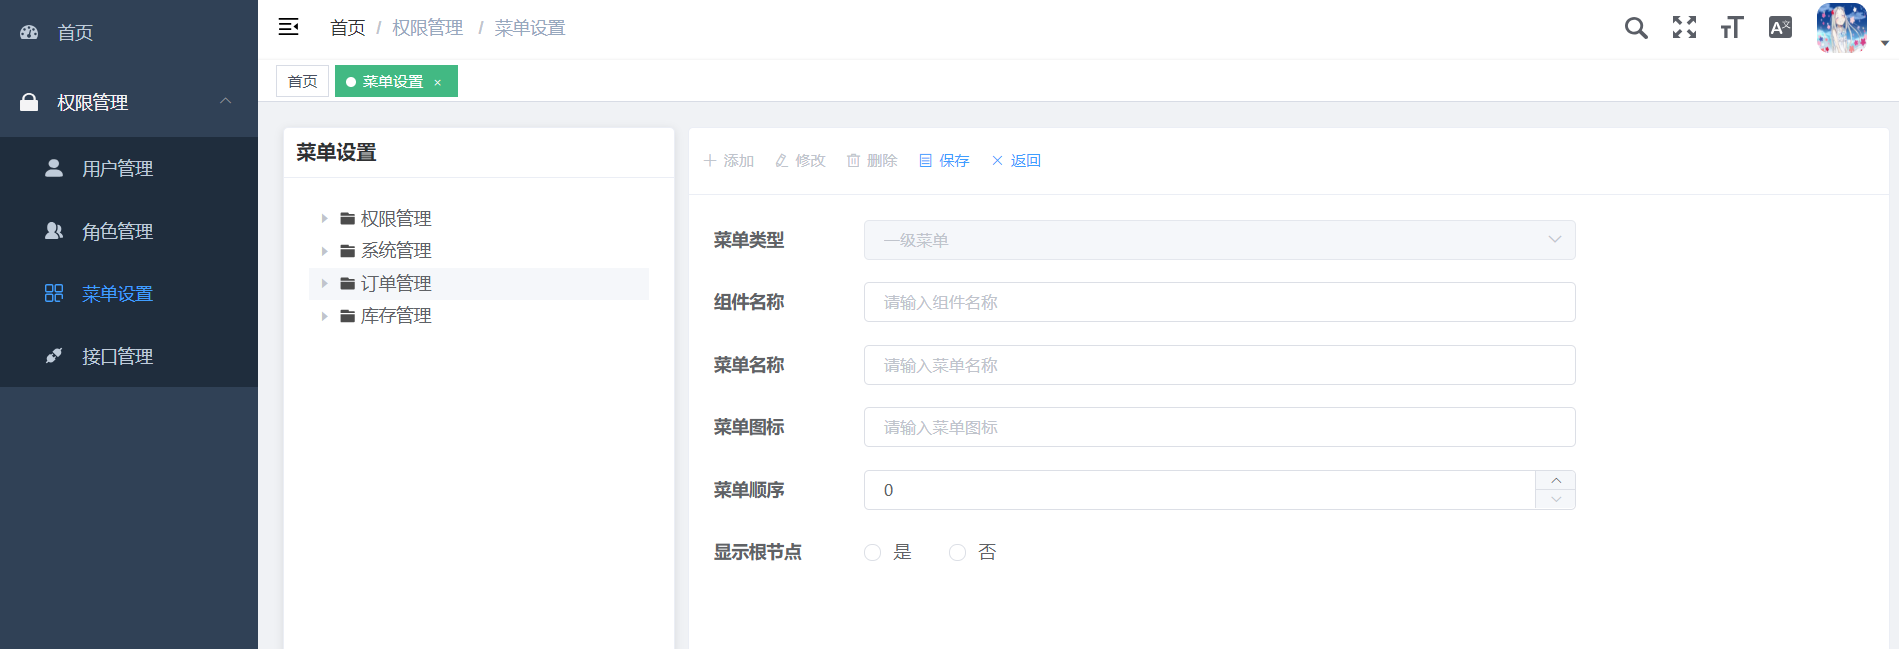 首页
权限管理
用户管理
角色管理
菜单设置
接口管理
首页 / 权限管理 / 菜单设置
首页
菜单设置 ×
菜单设置
权限管理
系统管理
订单管理
库存管理
添加 修改 删除 保存 返回
菜单类型 一级菜单
组件名称 请输入组件名称
菜单名称 请输入菜单名称
菜单图标 请输入菜单图标
菜单顺序 0
显示根节点 是 否